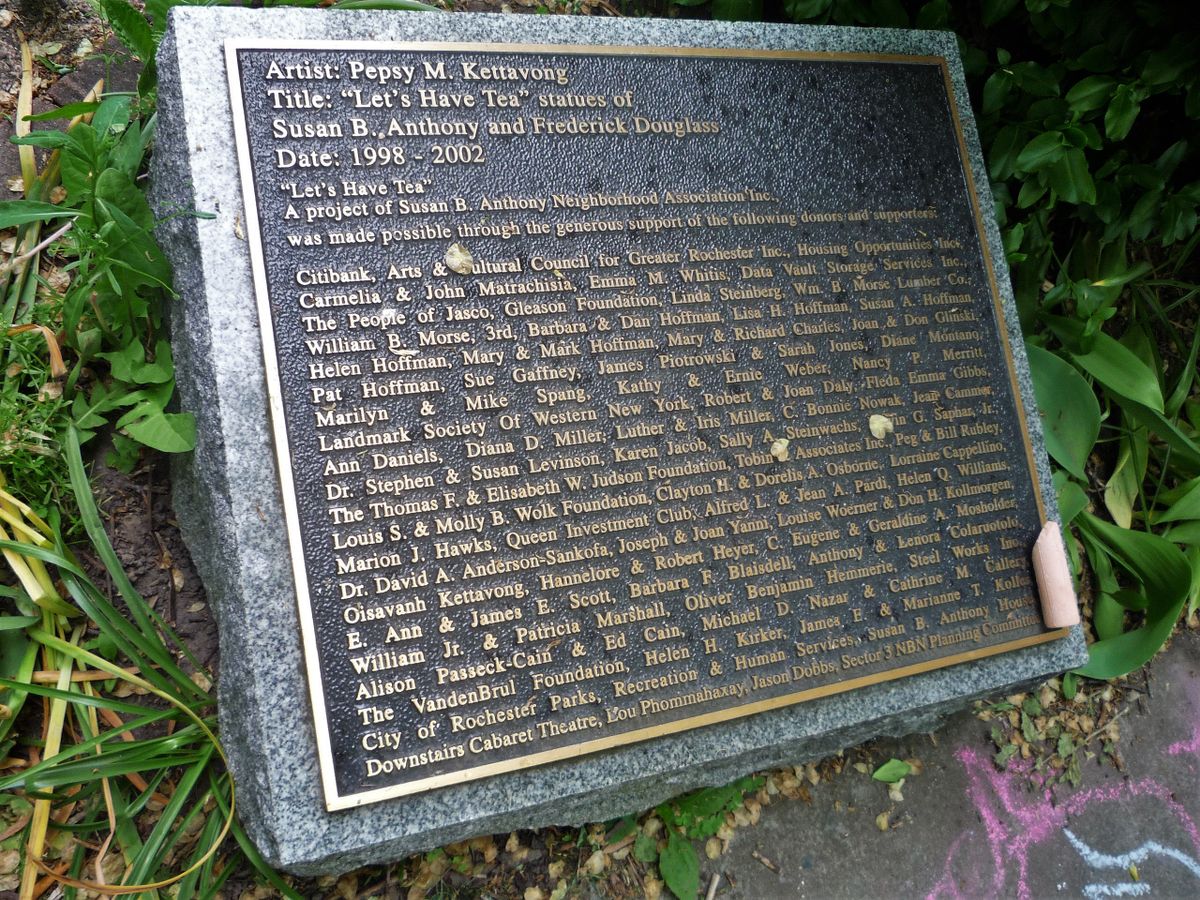 Artist: Pepsy M. Kettavong
Title: "Let's Have Tea" statues of
Susan B. Anthony and Frederick Douglass
Date: 1998 - 2002
"Let's Have Tea"
A project of Susan B. Anthony Neighborhood Association Inc.,
was made possible through the generous support of the following donors and supporters:
Citibank, Arts & Cultural Council for Greater Rochester Inc., Housing Opportunities Inc.,
Carmelia & John Matrachisia, Emma M. Whitis, Data Vault Storage Services Inc.,
The People of Jasco, Gleason Foundation, Linda Steinberg, Wm. B. Morse Lumber Co.,
William B. Morse, 3rd, Barbara & Dan Hoffman, Lisa H. Hoffman, Susan A. Hoffman,
Helen Hoffman, Mary & Mark Hoffman, Mary & Richard Charles, Joan & Don Glinski,
Pat Hoffman, Sue Gaffney, James Piotrowski & Sarah Jones, Diane Montano,
Marilyn & Mike Spang, Kathy & Ernie Weber, Nancy P. Merritt,
Landmark Society Of Western New York, Robert & Joan Daly, Fleda Emma Gibbs,
Ann Daniels, Diana D. Miller, Luther & Iris Miller, C. Bonnie Nowak, Jean Cammer,
Dr. Stephen & Susan Levinson, Karen Jacob, Sally A. Steinwachs, G. Saphar, Jr.,
The Thomas F. & Elisabeth W. Judson Foundation, Associates Inc., Peg & Bill Rubley,
Louis S. & Molly B. Wolk Foundation, Clayton H. & Dorelis A. Osborne, Lorraine Cappellino,
Marion J. Hawks, Queen Investment Club, Alfred L. & Jean A. Pardi, Helen Q. Williams,
Dr. David A. Anderson-Sankofa, Joseph & Joan Yanni, Louise Woerner & Don H. Kollmorgen,
Oisavanh Kettavong, Hannelore & Robert Heyer, C. Eugene & Geraldine A. Mosholder,
E. Ann & James E. Scott, Barbara F. Blaisdell, Anthony & Lenora Colaruotolo,
William Jr. & Patricia Marshall, Oliver Benjamin Hemmerle, Steel Works Inc.,
Alison Passeck-Cain & Ed Cain, Michael D. Nazar & Cathrine M. Callery,
The VandenBrul Foundation, Helen H. Kirker, James E. & Marianne T. Koller,
City of Rochester Parks, Recreation & Human Services, Susan B. Anthony House,
Downstairs Cabaret Theatre, Lou Phommahaxay, Jason Dobbs, Sector 3 NBN Planning Committee